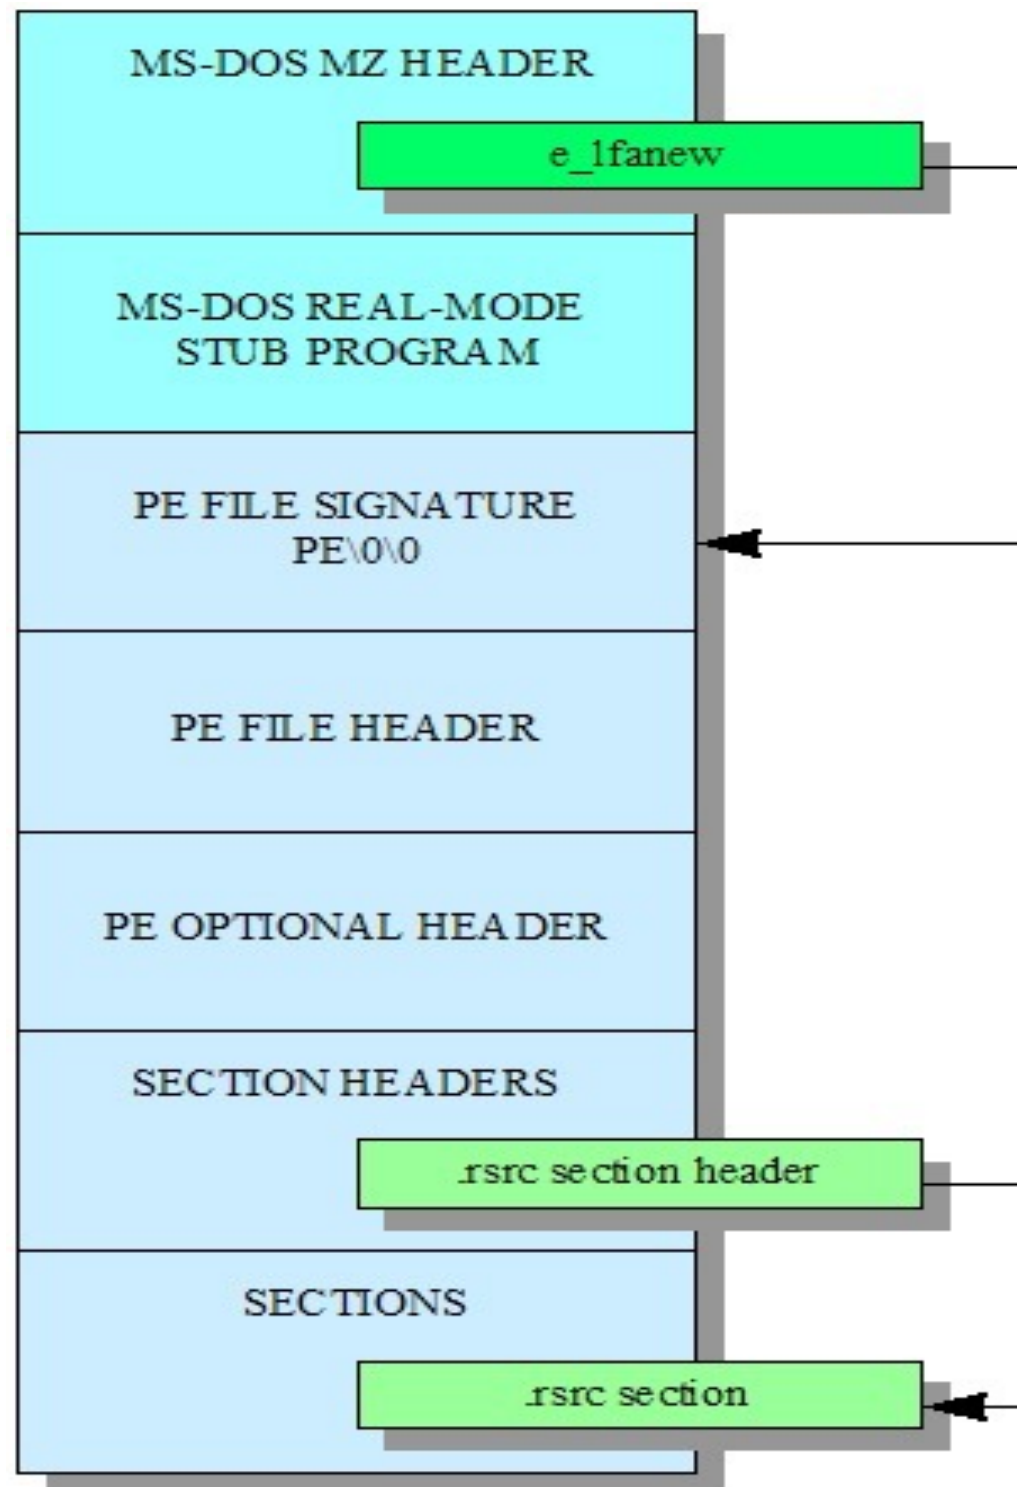 MS-DOS MZ HEADER
e_lfanew
MS-DOS REAL-MODE
STUB PROGRAM
PE FILE SIGNATURE
PE\0\0
PE FILE HEADER
PE OPTIONAL HEADER
SECTION HEADERS
.rsrc section header
SECTIONS
.rsrc section